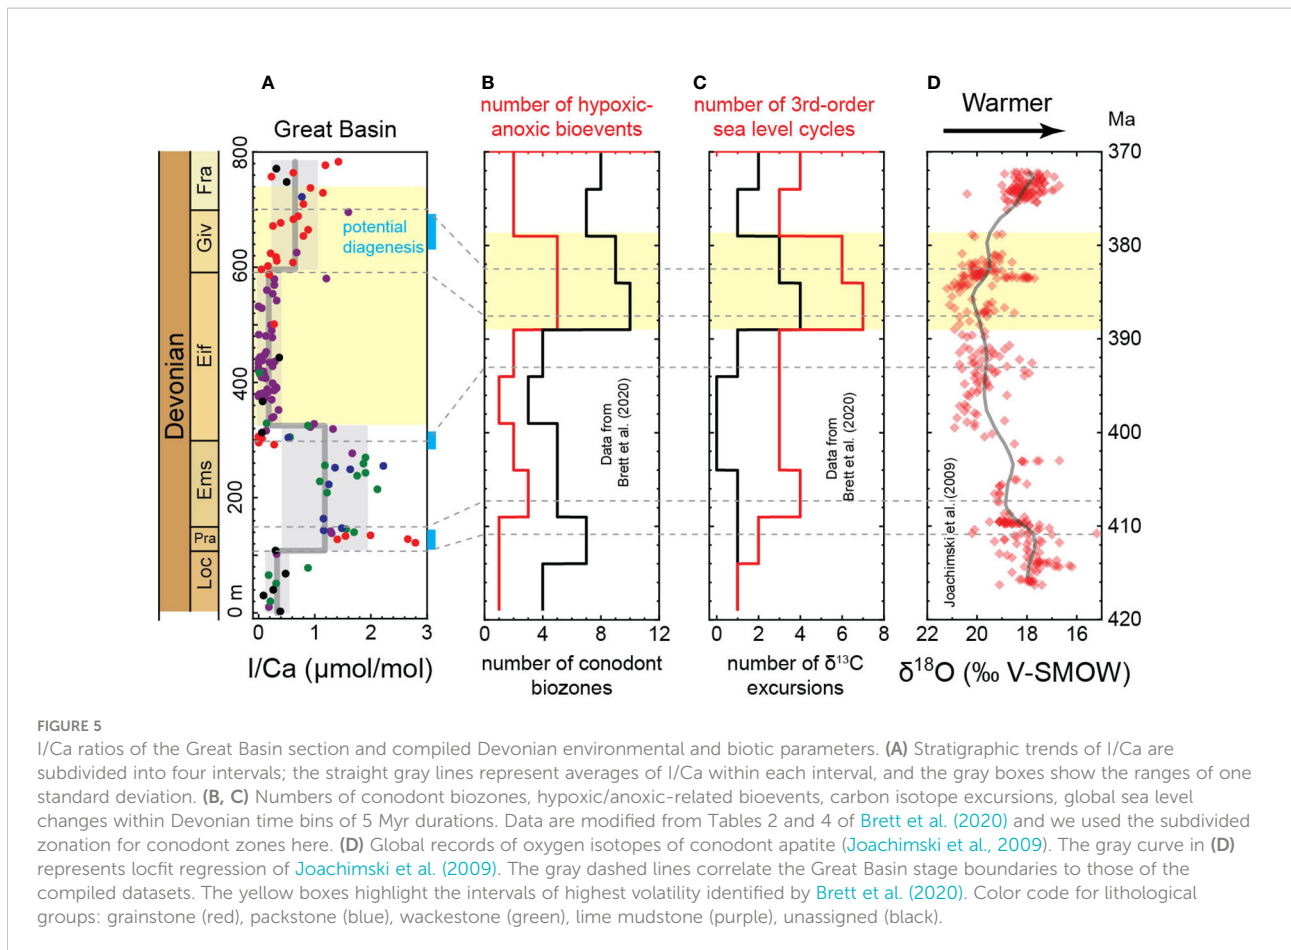 A
B
C
D
Great Basin
number of hypoxic-
anoxic bioevents
number of 3rd-order
sea level cycles
Warmer
Ma
Devonian
Fra
Giv
Eif
Ems
Pra
Loc
800
600
400
200
0 m
potential
diagenesis
Data from
Brett et al. (2020)
Data from
Brett et al. (2020)
Joachimski et al. (2009)
370
380
390
400
410
420
0 1 2 3
0 4 8 12
0 2 4 6 8
22 20 18 16
I/Ca (μmol/mol)
number of conodont
biozones
number of δ¹³C
excursions
δ¹⁸O (‰ V-SMOW)
FIGURE 5
I/Ca ratios of the Great Basin section and compiled Devonian environmental and biotic parameters. (A) Stratigraphic trends of I/Ca are
subdivided into four intervals; the straight gray lines represent averages of I/Ca within each interval, and the gray boxes show the ranges of one
standard deviation. (B, C) Numbers of conodont biozones, hypoxic/anoxic-related bioevents, carbon isotope excursions, global sea level
changes within Devonian time bins of 5 Myr durations. Data are modified from Tables 2 and 4 of Brett et al. (2020) and we used the subdivided
zonation for conodont zones here. (D) Global records of oxygen isotopes of conodont apatite (Joachimski et al., 2009). The gray curve in (D)
represents locfit regression of Joachimski et al. (2009). The gray dashed lines correlate the Great Basin stage boundaries to those of the
compiled datasets. The yellow boxes highlight the intervals of highest volatility identified by Brett et al. (2020). Color code for lithological
groups: grainstone (red), packstone (blue), wackestone (green), lime mudstone (purple), unassigned (black).